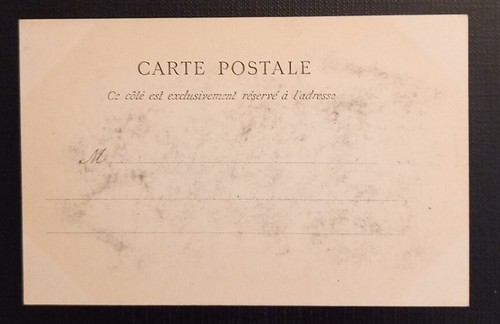 CARTE POSTALE
Ce côté est exclusivement réservé à l'adresse
M